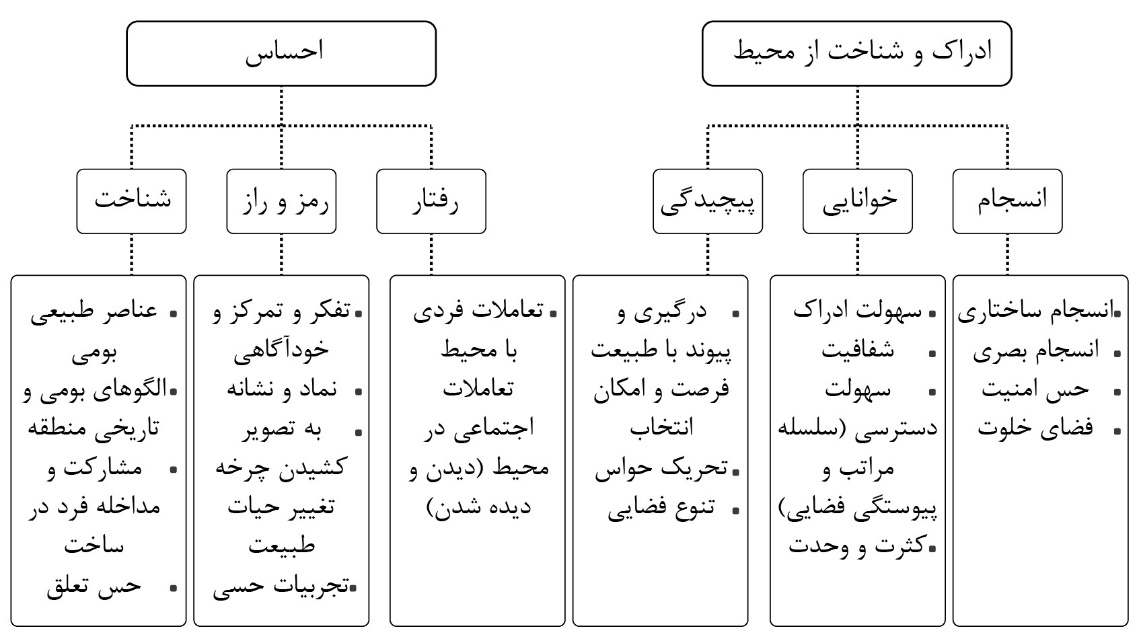 ادراک و شناخت از محیط
احساس
انسجام
خوانایی
پیچیدگی
رفتار
رمز و راز
شناخت
▪انسجام ساختاری
▪ انسجام بصری
▪ حس امنیت
▪ فضای خلوت
▪سهولت ادراک
▪ شفافیت
▪ سهولت
دسترسی (سلسله
مراتب و
پیوستگی فضایی)
▪کثرت و وحدت
▪ درگیری و
پیوند با طبیعت
فرصت و امکان
انتخاب
▪تحریک حواس
▪ تنوع فضایی
▪تعاملات فردی
با محیط
تعاملات
اجتماعی در
محیط (دیدن و
دیده شدن)
▪تفکر و تمرکز و
خودآگاهی
▪ نماد و نشانه
▪ به تصویر
کشیدن چرخه
تغییر حیات
طبیعت
▪تجربیات حسی
▪ عناصر طبیعی
بومی
▪الگوهای بومی و
تاریخی منطقه
▪ مشارکت و
مداخله فرد در
ساخت
▪ حس تعلق